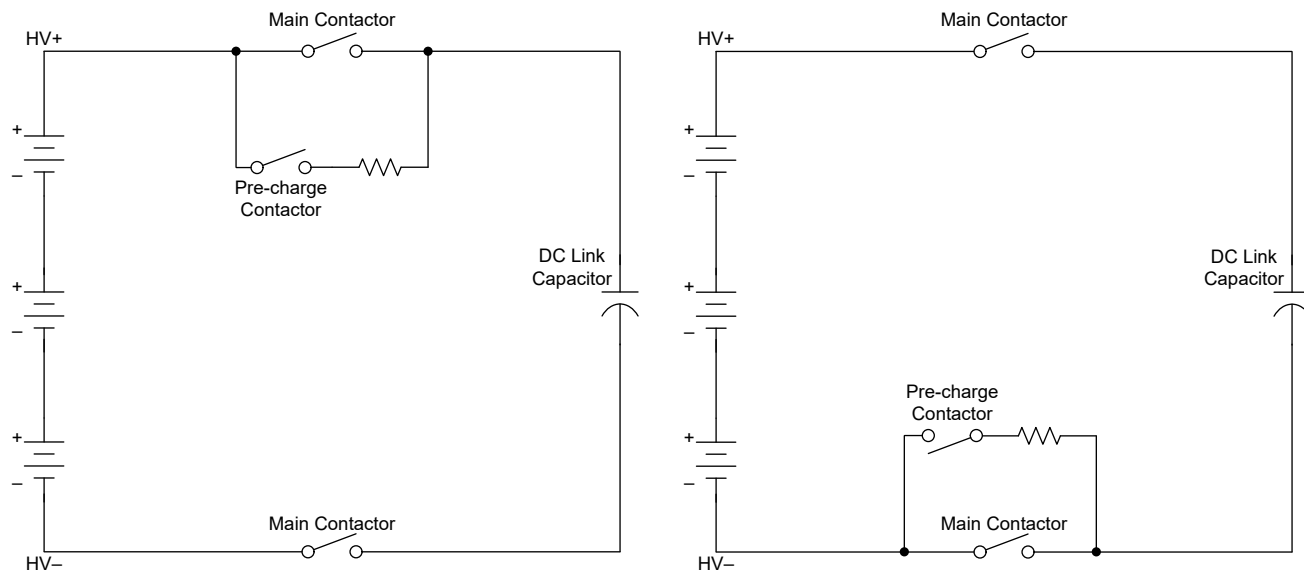 Main Contactor
HV+
+
–
Pre-charge
Contactor
+
–
DC Link
Capacitor
+
–
Main Contactor
HV–
Main Contactor
HV+
+
–
+
–
DC Link
Capacitor
Pre-charge
Contactor
+
–
Main Contactor
HV–